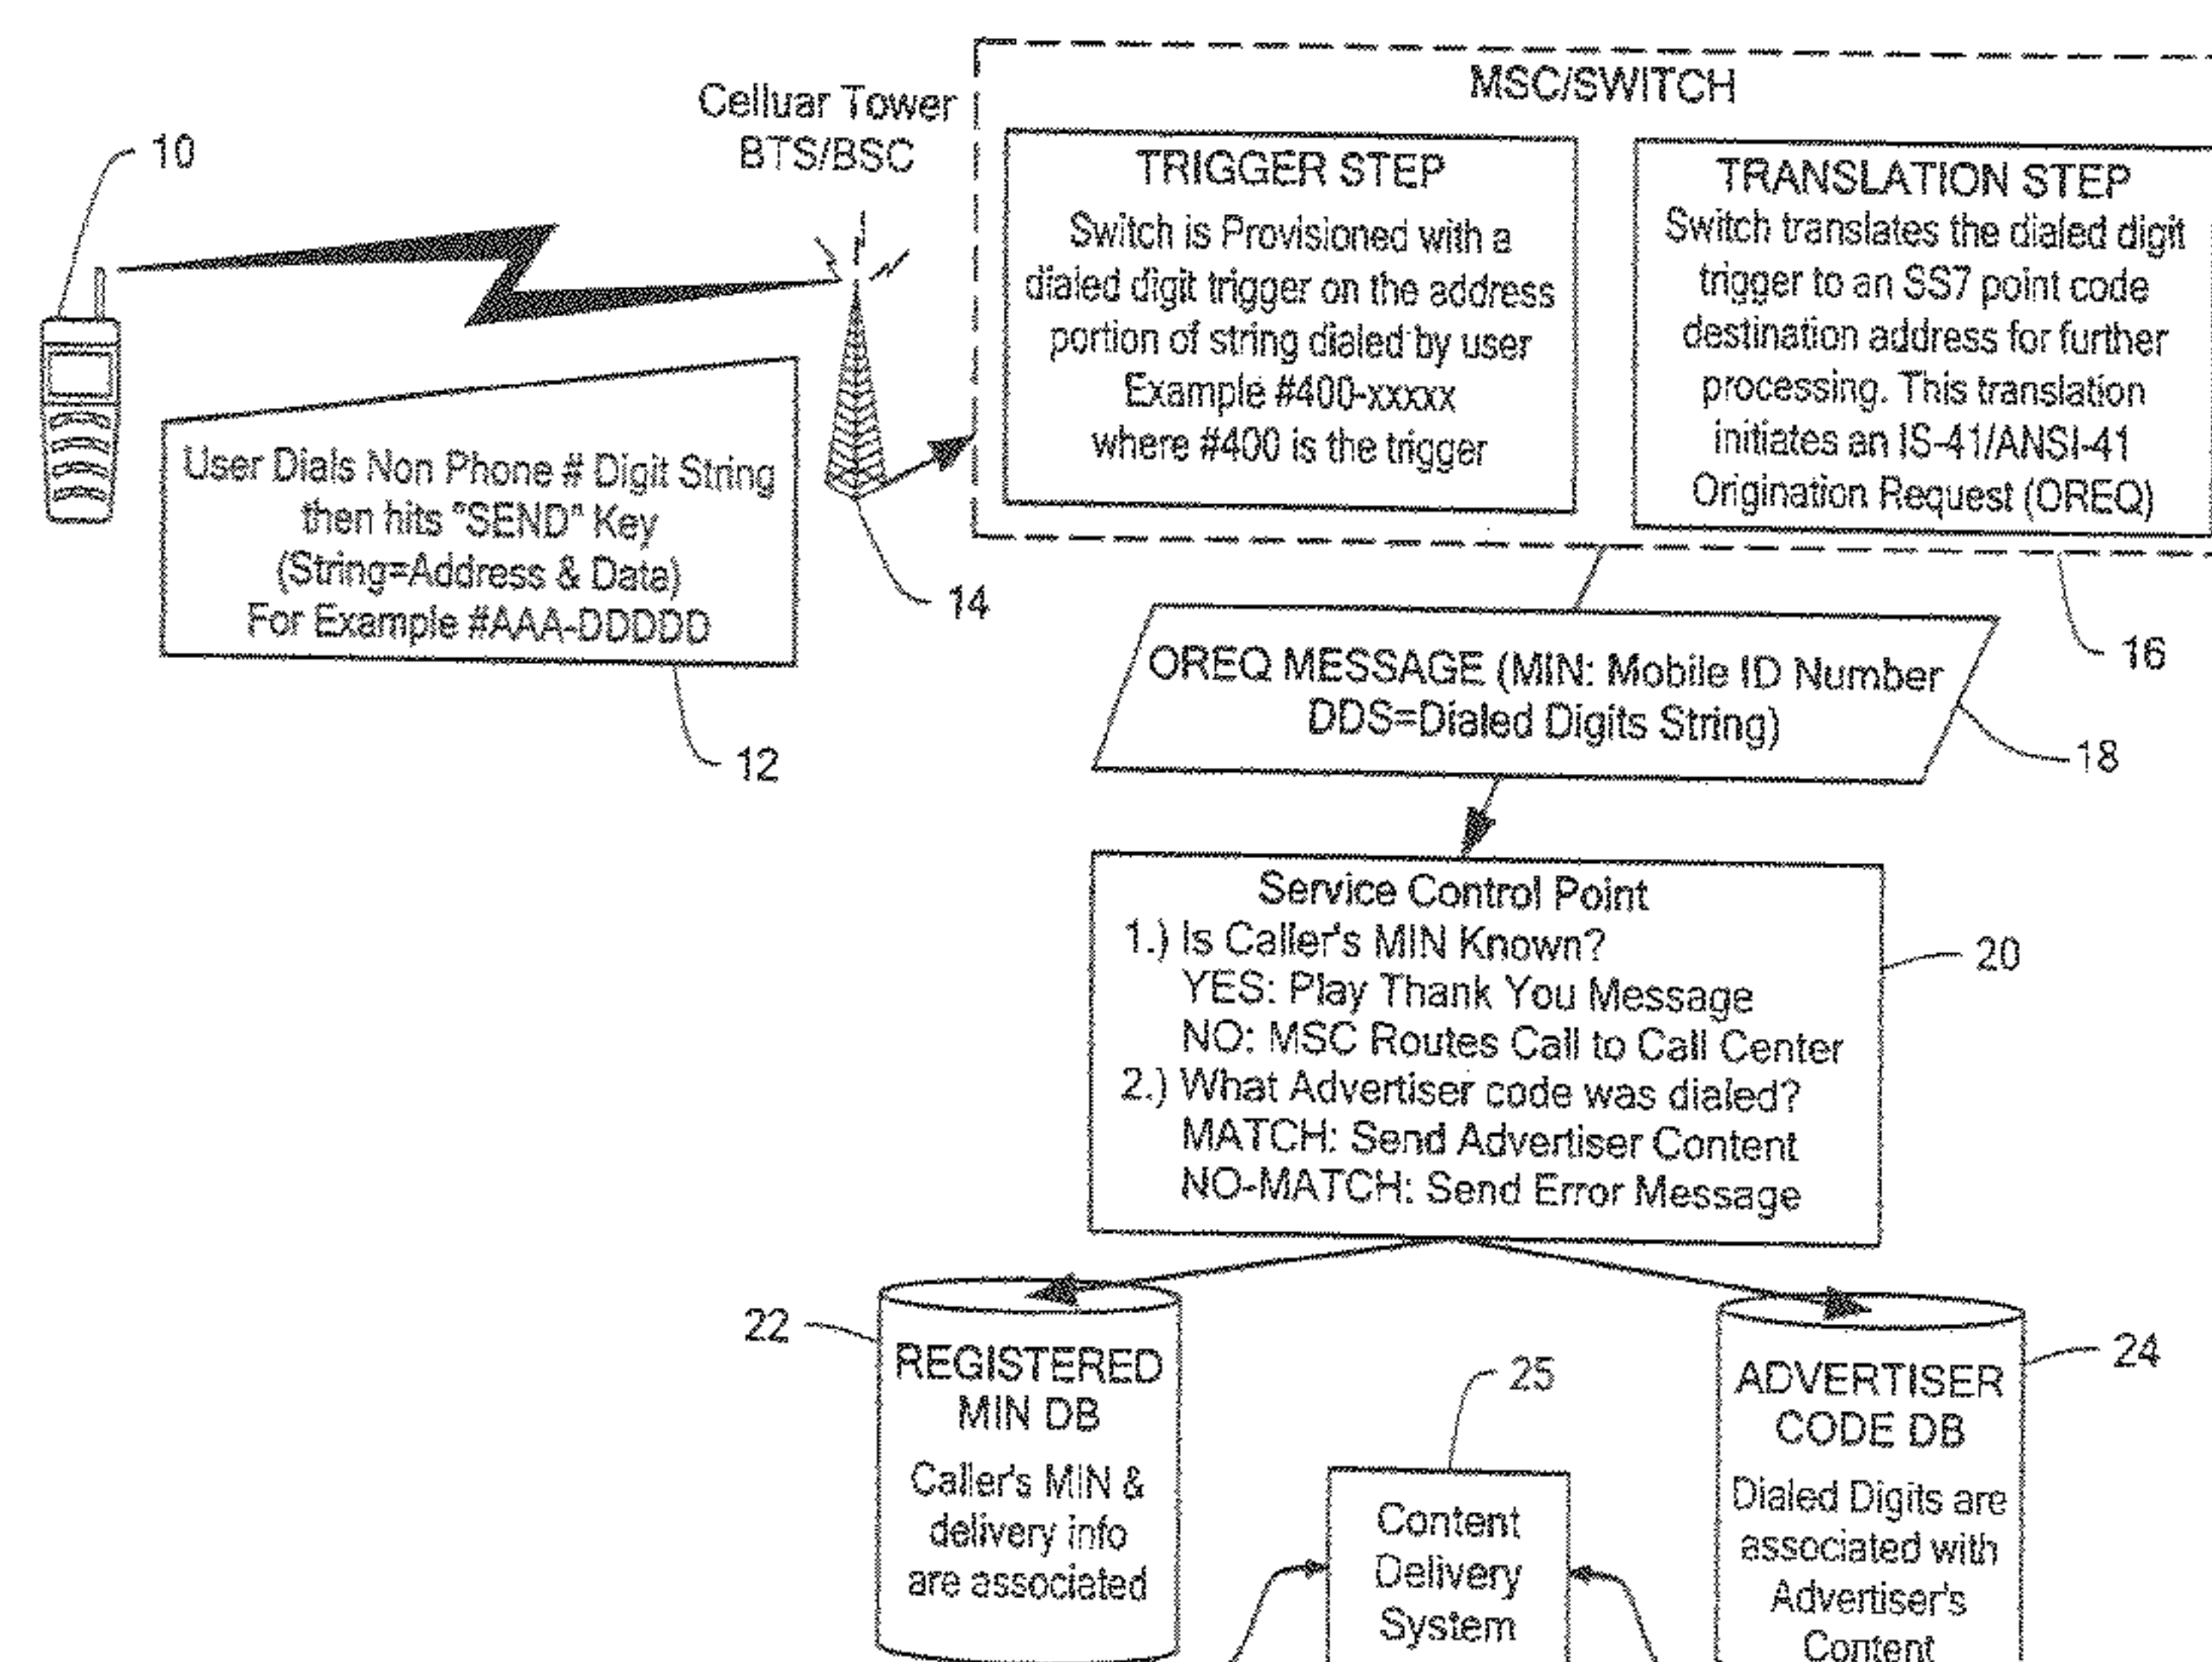 10
Celluar Tower
BTS/BSC
MSC/SWITCH
TRIGGER STEP
Switch is Provisioned with a
dialed digit trigger on the address
portion of string dialed by user
Example #400-xxxxx
where #400 is the trigger
TRANSLATION STEP
Switch translates the dialed digit
trigger to an SS7 point code
destination address for further
processing. This translation
initiates an IS-41/ANSI-41
Origination Request (OREQ)
User Dials Non Phone # Digit String
then hits "SEND" Key
(String=Address & Data)
For Example #AAA-DDDDD
12
14
16
OREQ MESSAGE (MIN: Mobile ID Number
DDS=Dialed Digits String)
18
Service Control Point
1.) Is Caller's MIN Known?
YES: Play Thank You Message
NO: MSC Routes Call to Call Center
2.) What Advertiser code was dialed?
MATCH: Send Advertiser Content
NO-MATCH: Send Error Message
20
22
REGISTERED
MIN DB
Caller's MIN &
delivery info
are associated
25
Content
Delivery
System
24
ADVERTISER
CODE DB
Dialed Digits are
associated with
Advertiser's
Content